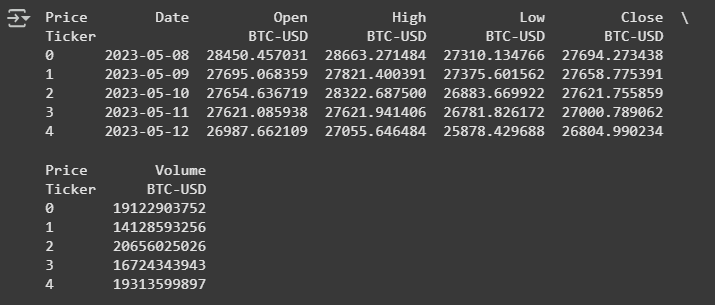 Price Date Open High Low Close \
Ticker BTC-USD BTC-USD BTC-USD BTC-USD
0 2023-05-08 28450.457031 28663.271484 27310.134766 27694.273438
1 2023-05-09 27695.068359 27821.400391 27375.601562 27658.775391
2 2023-05-10 27654.636719 28322.687500 26883.669922 27621.755859
3 2023-05-11 27621.085938 27621.941406 26781.826172 27000.789062
4 2023-05-12 26987.662109 27055.646484 25878.429688 26804.990234
Price Volume
Ticker BTC-USD
0 19122903752
1 14128593256
2 20656025026
3 16724343943
4 19313599897